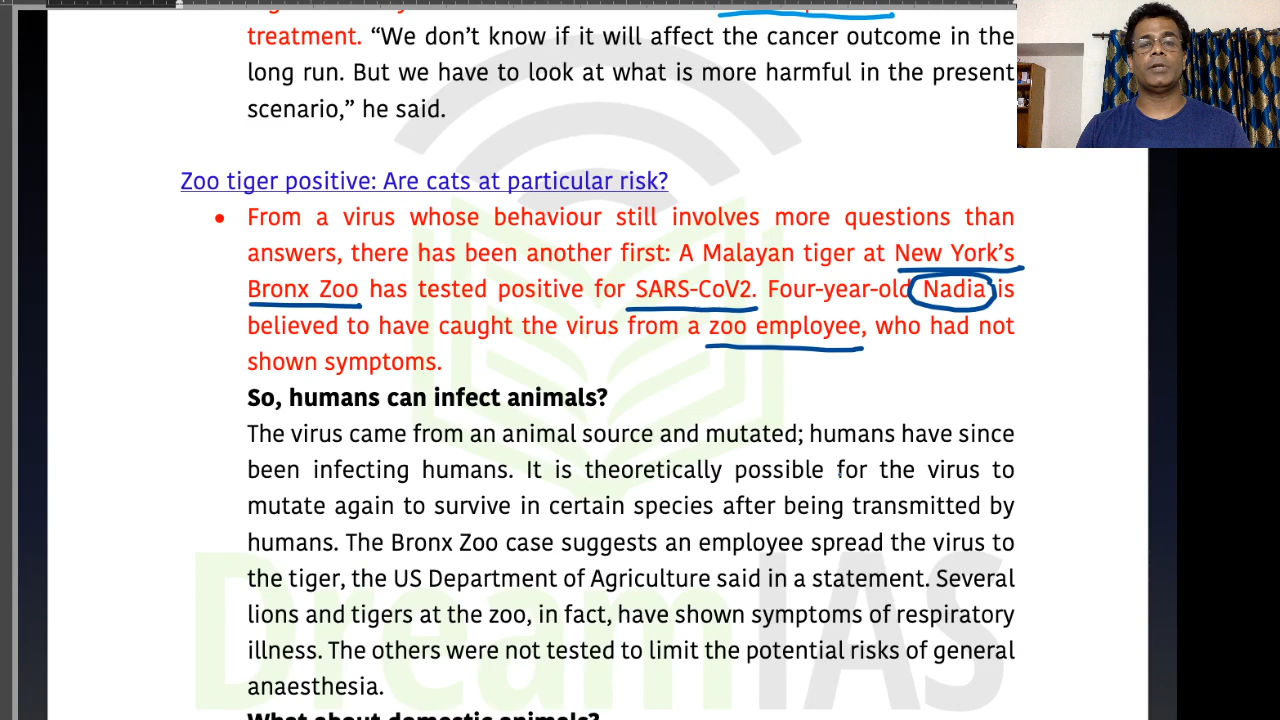 treatment. “We don’t know if it will affect the cancer outcome in the
long run. But we have to look at what is more harmful in the present
scenario,” he said.
Zoo tiger positive: Are cats at particular risk?
• From a virus whose behaviour still involves more questions than
answers, there has been another first: A Malayan tiger at New York’s
Bronx Zoo has tested positive for SARS-CoV2. Four-year-old Nadia is
believed to have caught the virus from a zoo employee, who had not
shown symptoms.
So, humans can infect animals?
The virus came from an animal source and mutated; humans have since
been infecting humans. It is theoretically possible for the virus to
mutate again to survive in certain species after being transmitted by
humans. The Bronx Zoo case suggests an employee spread the virus to
the tiger, the US Department of Agriculture said in a statement. Several
lions and tigers at the zoo, in fact, have shown symptoms of respiratory
illness. The others were not tested to limit the potential risks of general
anaesthesia.
What about domestic animals?
DreamIAS